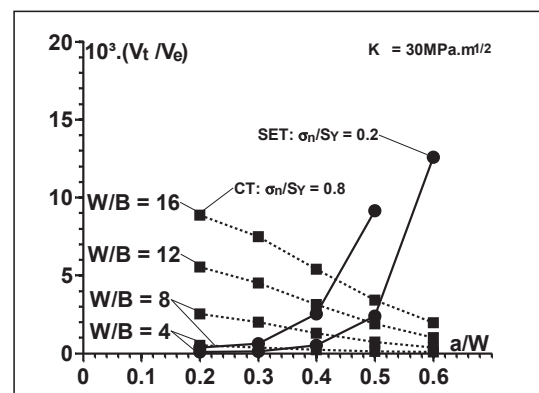 20
10³.(Vt /Ve)
K = 30MPa.m1/2
15
SET: σn/SY = 0.2
10
W/B = 16
CT: σn/SY = 0.8
W/B = 12
5
W/B = 8
W/B = 4
0
a/W
0 0.1 0.2 0.3 0.4 0.5 0.6